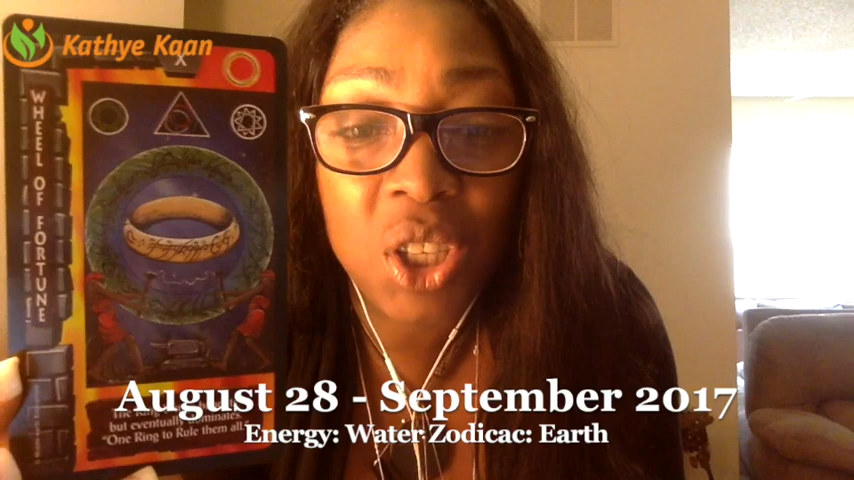 Kathye Kaan
X
WHEEL OF FORTUNE
but eventually dominates.
"One Ring to Rule them all."
August 28 - September 2017
Energy: Water Zodicac: Earth